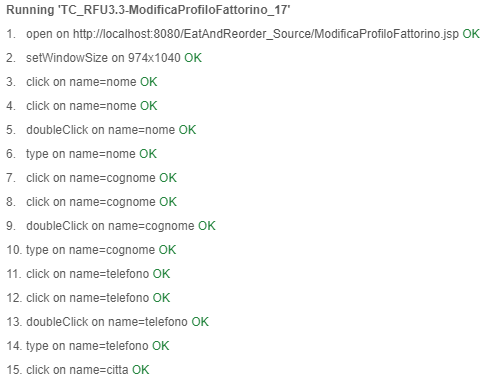 Running 'TC_RFU3.3-ModificaProfiloFattorino_17'
1. open on http://localhost:8080/EatAndReorder_Source/ModificaProfiloFattorino.jsp OK
2. setWindowSize on 974x1040 OK
3. click on name=nome OK
4. click on name=nome OK
5. doubleClick on name=nome OK
6. type on name=nome OK
7. click on name=cognome OK
8. click on name=cognome OK
9. doubleClick on name=cognome OK
10. type on name=cognome OK
11. click on name=telefono OK
12. click on name=telefono OK
13. doubleClick on name=telefono OK
14. type on name=telefono OK
15. click on name=citta OK